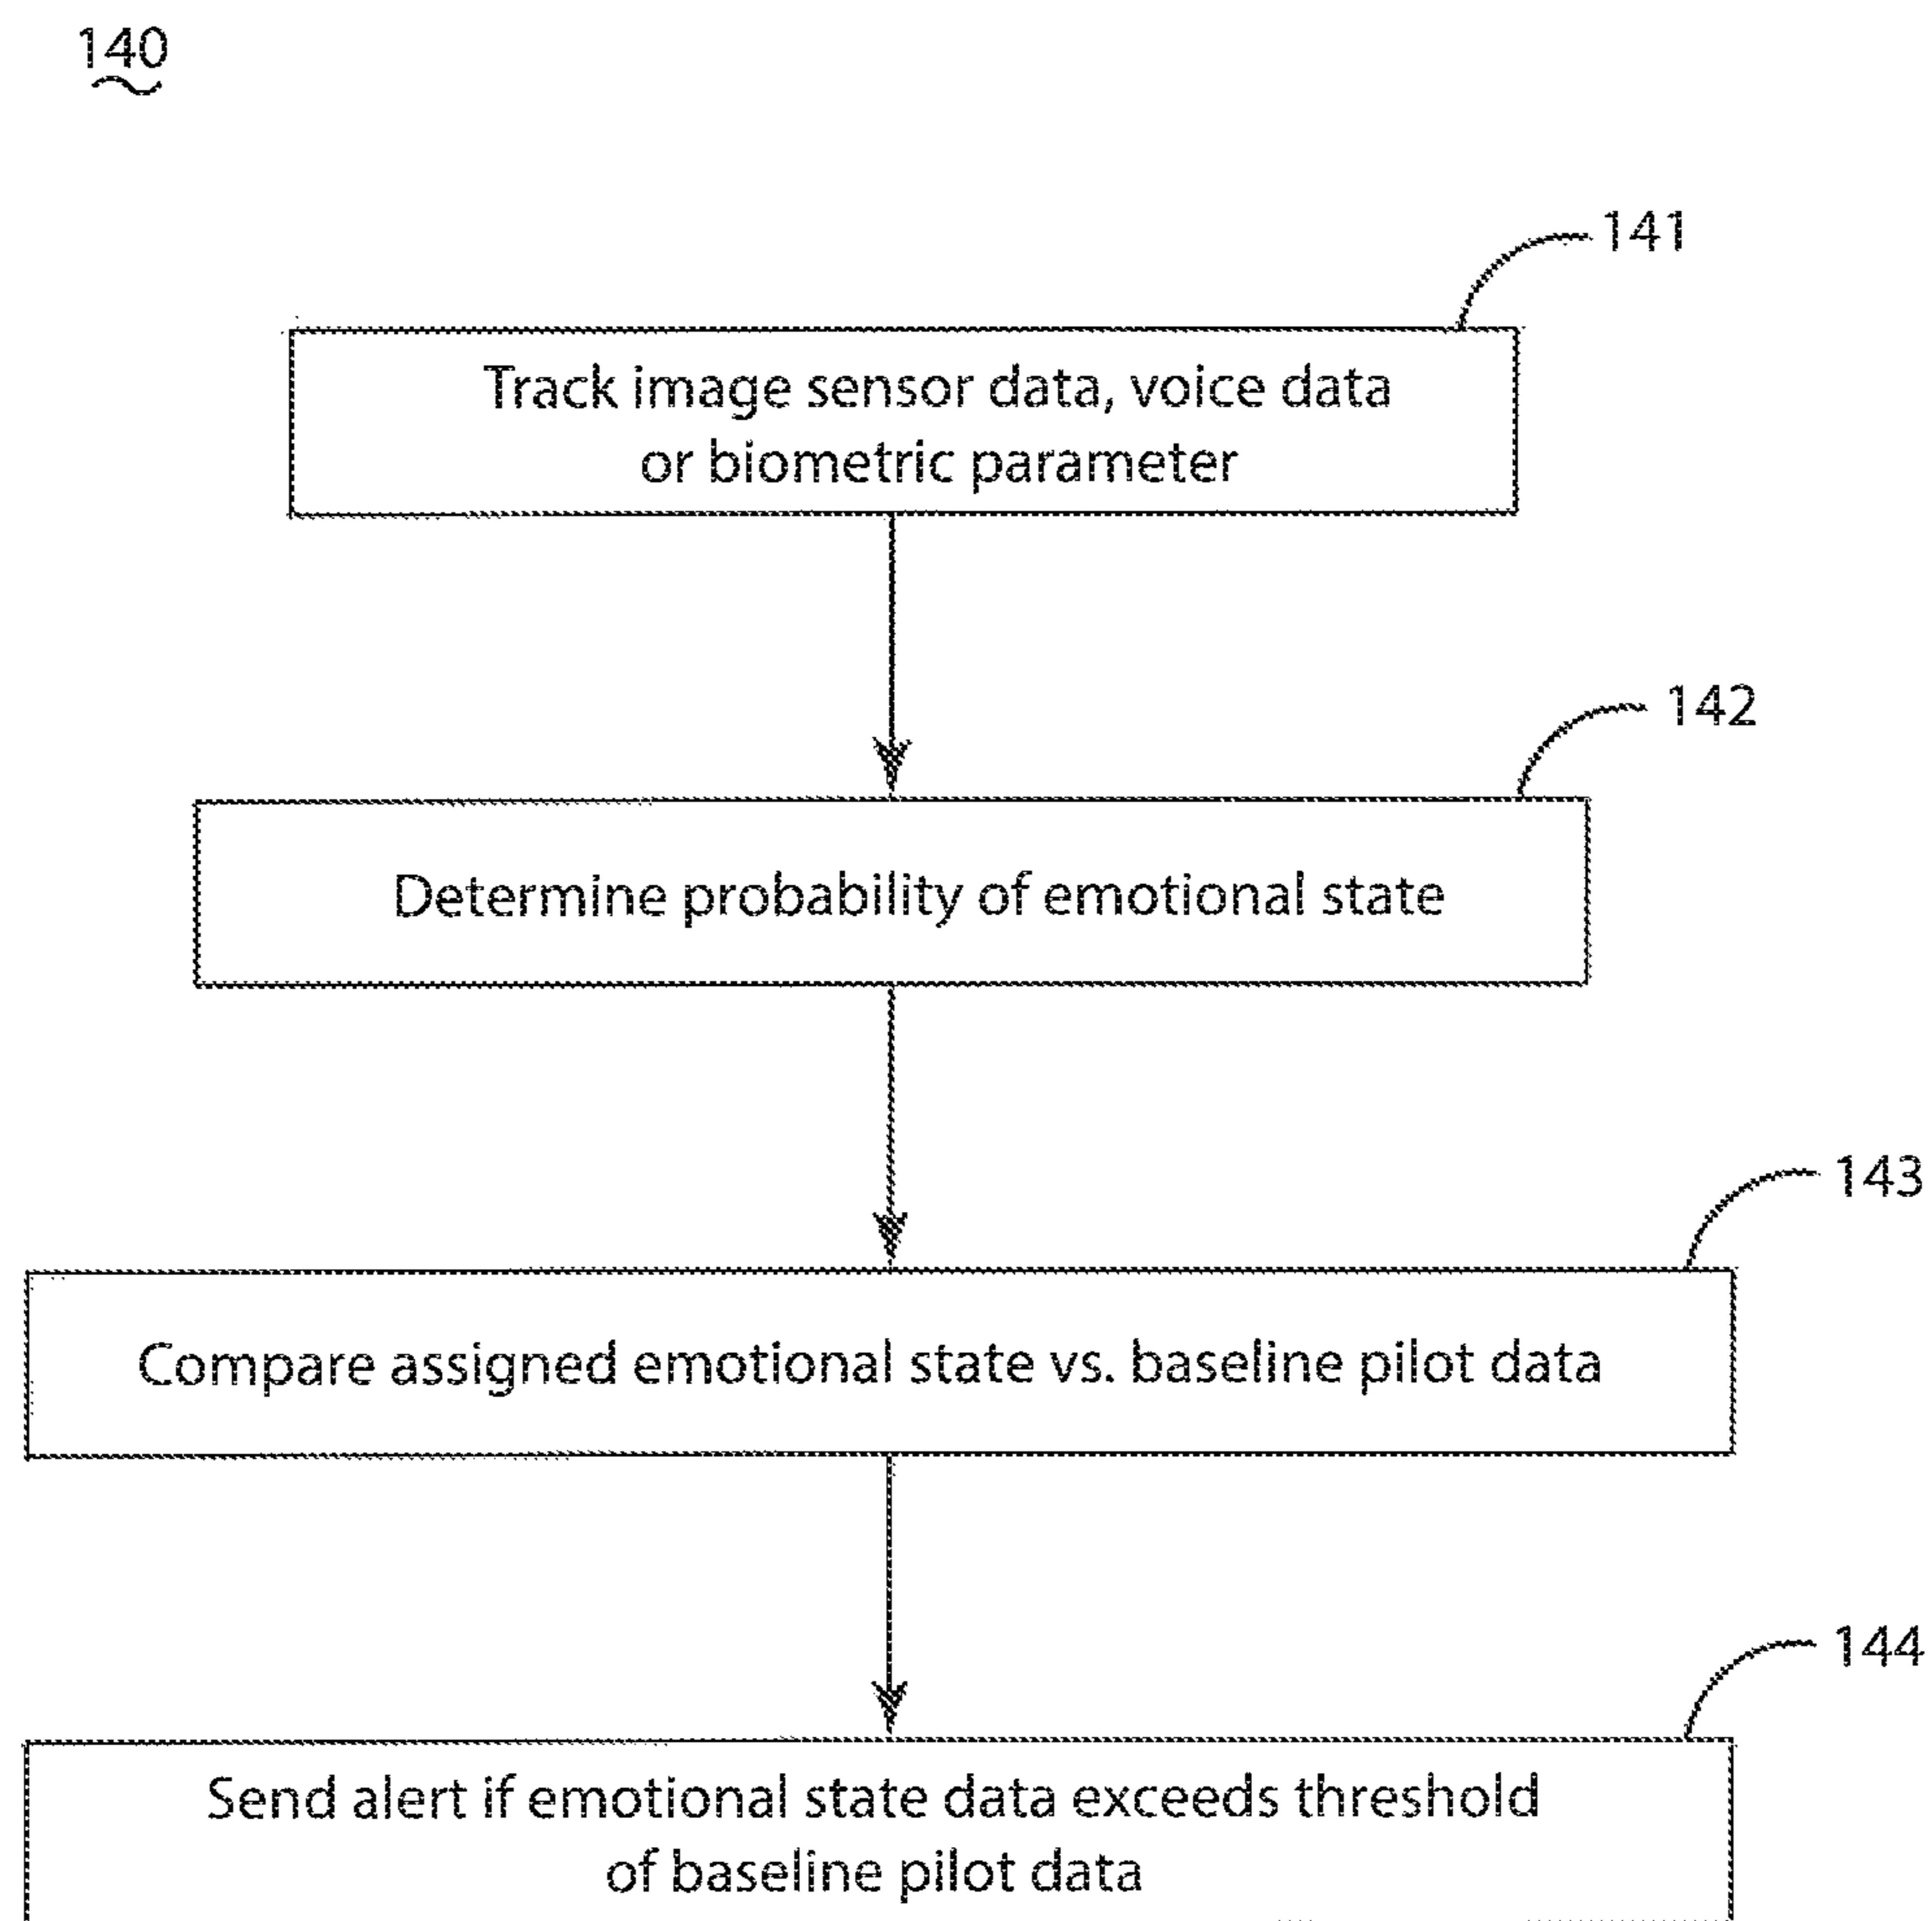 140
141
Track image sensor data, voice data
or biometric parameter
142
Determine probability of emotional state
143
Compare assigned emotional state vs. baseline pilot data
144
Send alert if emotional state data exceeds threshold
of baseline pilot data